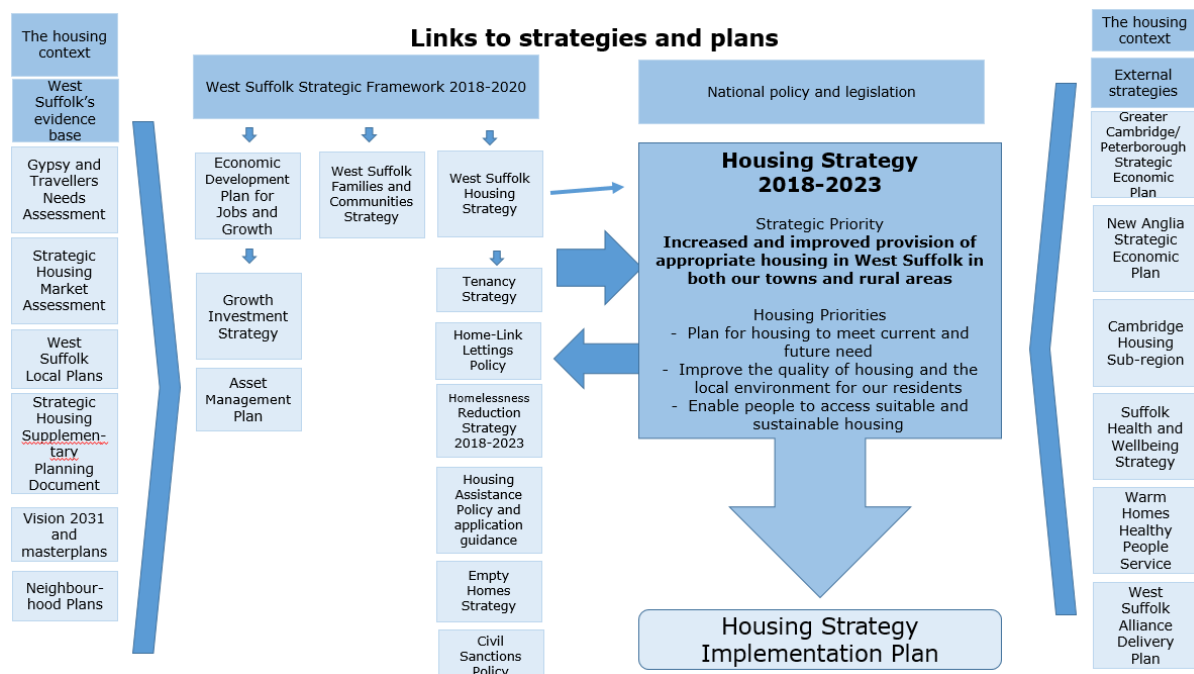 Links to strategies and plans
The housing
context
West
Suffolk's
evidence
base
Gypsy and
Travellers
Needs
Assessment
Strategic
Housing
Market
Assessment
West
Suffolk
Local Plans
Strategic
Housing
Supplemen-
tary
Planning
Document
Vision 2031
and
masterplans
Neighbour-
hood Plans
West Suffolk Strategic Framework 2018-2020
Economic
Development
Plan for
Jobs and
Growth
Growth
Investment
Strategy
Asset
Management
Plan
West Suffolk
Families and
Communities
Strategy
West Suffolk
Housing
Strategy
Tenancy
Strategy
Home-Link
Lettings
Policy
Homelessness
Reduction
Strategy
2018-2023
Housing
Assistance
Policy and
application
guidance
Empty
Homes
Strategy
Civil
Sanctions
Policy
National policy and legislation
Housing Strategy
2018-2023
Strategic Priority
Increased and improved provision of
appropriate housing in West Suffolk in
both our towns and rural areas
Housing Priorities
- Plan for housing to meet current and
future need
- Improve the quality of housing and the
local environment for our residents
- Enable people to access suitable and
sustainable housing
Housing Strategy
Implementation Plan
The housing
context
External
strategies
Greater
Cambridge/
Peterborough
Strategic
Economic
Plan
New Anglia
Strategic
Economic
Plan
Cambridge
Housing
Sub-region
Suffolk
Health and
Wellbeing
Strategy
Warm
Homes
Healthy
People
Service
West
Suffolk
Alliance
Delivery
Plan